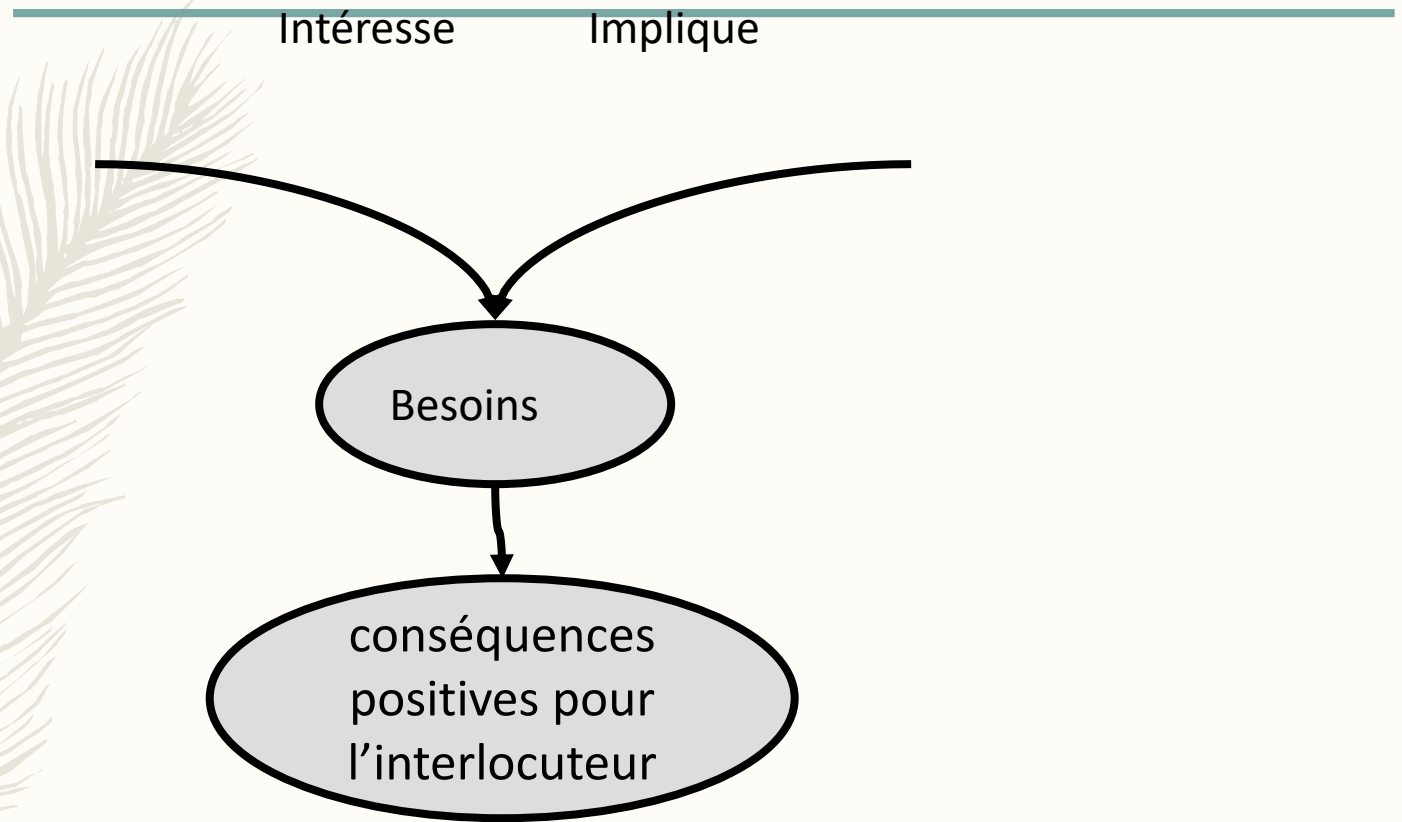 Intéresse Implique
Besoins
conséquences
positives pour
l’interlocuteur